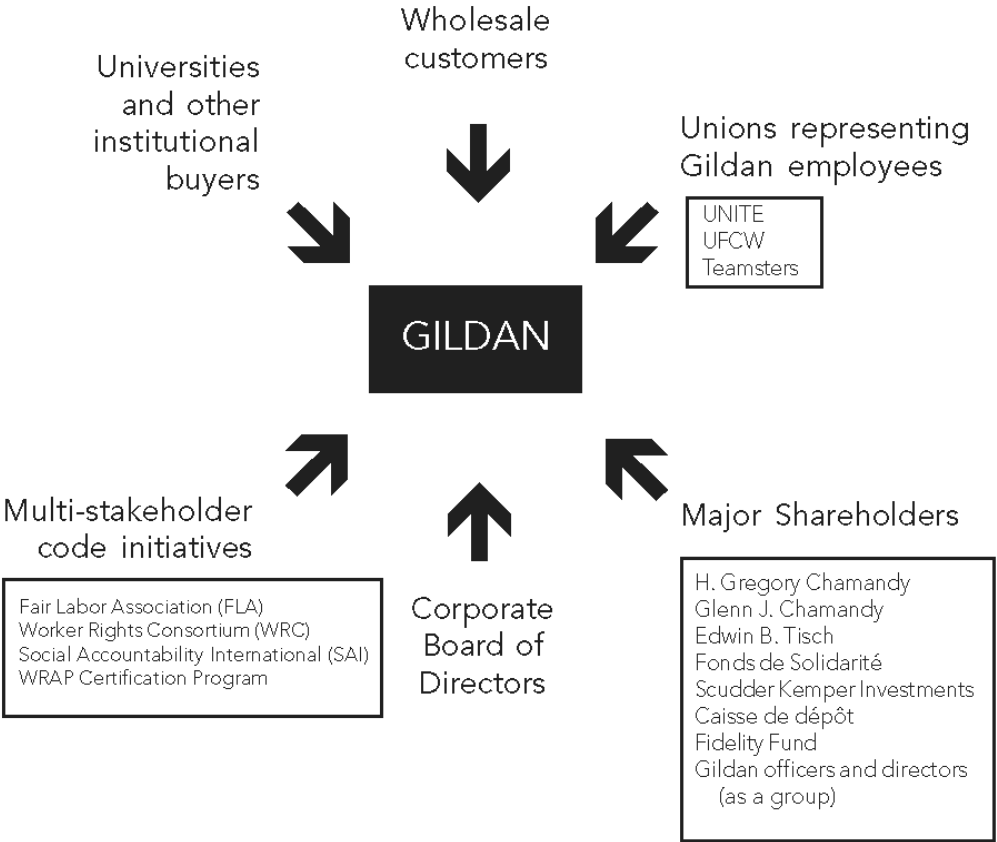 Wholesale
customers
Universities
and other
institutional
buyers
Unions representing
Gildan employees
UNITE
UFCW
Teamsters
GILDAN
Multi-stakeholder
code initiatives
Fair Labor Association (FLA)
Worker Rights Consortium (WRC)
Social Accountability International (SAI)
WRAP Certification Program
Corporate
Board of
Directors
Major Shareholders
H. Gregory Chamandy
Glenn J. Chamandy
Edwin B. Tisch
Fonds de Solidarité
Scudder Kemper Investments
Caisse de dépôt
Fidelity Fund
Gildan officers and directors
(as a group)